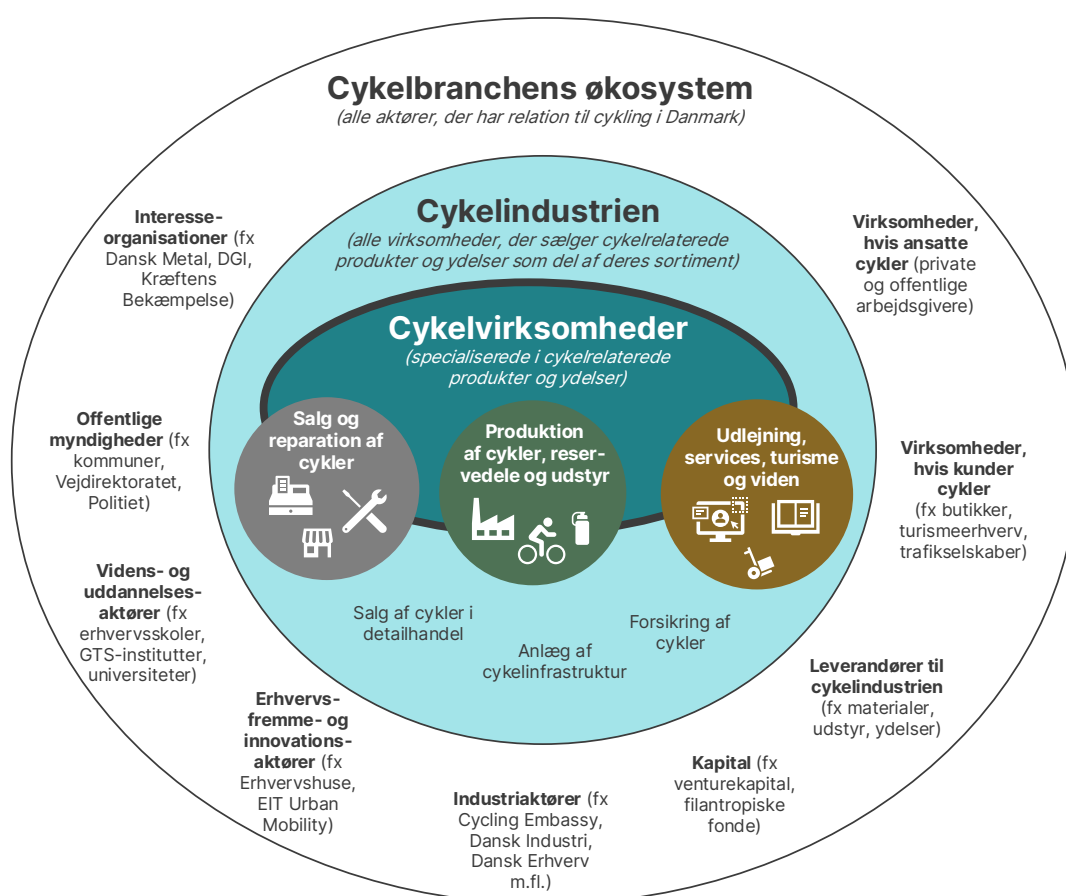 Cykelbranchens økosystem
(alle aktører, der har relation til cykling i Danmark)
Cykelindustrien
(alle virksomheder, der sælger cykelrelaterede
produkter og ydelser som del af deres sortiment)
Cykelvirksomheder
(specialiserede i cykelrelaterede
produkter og ydelser)
Salg og
reparation af
cykler
Produktion
af cykler, reser-
vedele og udstyr
Udlejning,
services, turisme
og viden
Salg af cykler i
detailhandel
Anlæg af
cykelinfrastruktur
Forsikring af
cykler
Interesse-
organisationer (fx
Dansk Metal, DGI,
Kræftens
Bekæmpelse)
Offentlige
myndigheder (fx
kommuner,
Vejdirektoratet,
Politiet)
Videns- og
uddannelses-
aktører (fx
erhvervsskoler,
GTS-institutter,
universiteter)
Erhvervs-
fremme- og
innovations-
aktører (fx
Erhvervshuse,
EIT Urban
Mobility)
Industriaktører (fx
Cycling Embassy,
Dansk Industri,
Dansk Erhverv
m.fl.)
Kapital (fx
venturekapital,
filantropiske
fonde)
Leverandører til
cykelindustrien
(fx materialer,
udstyr, ydelser)
Virksomheder,
hvis kunder
cykler
(fx butikker,
turismeerhverv,
trafikselskaber)
Virksomheder,
hvis ansatte
cykler (private
og offentlige
arbejdsgivere)